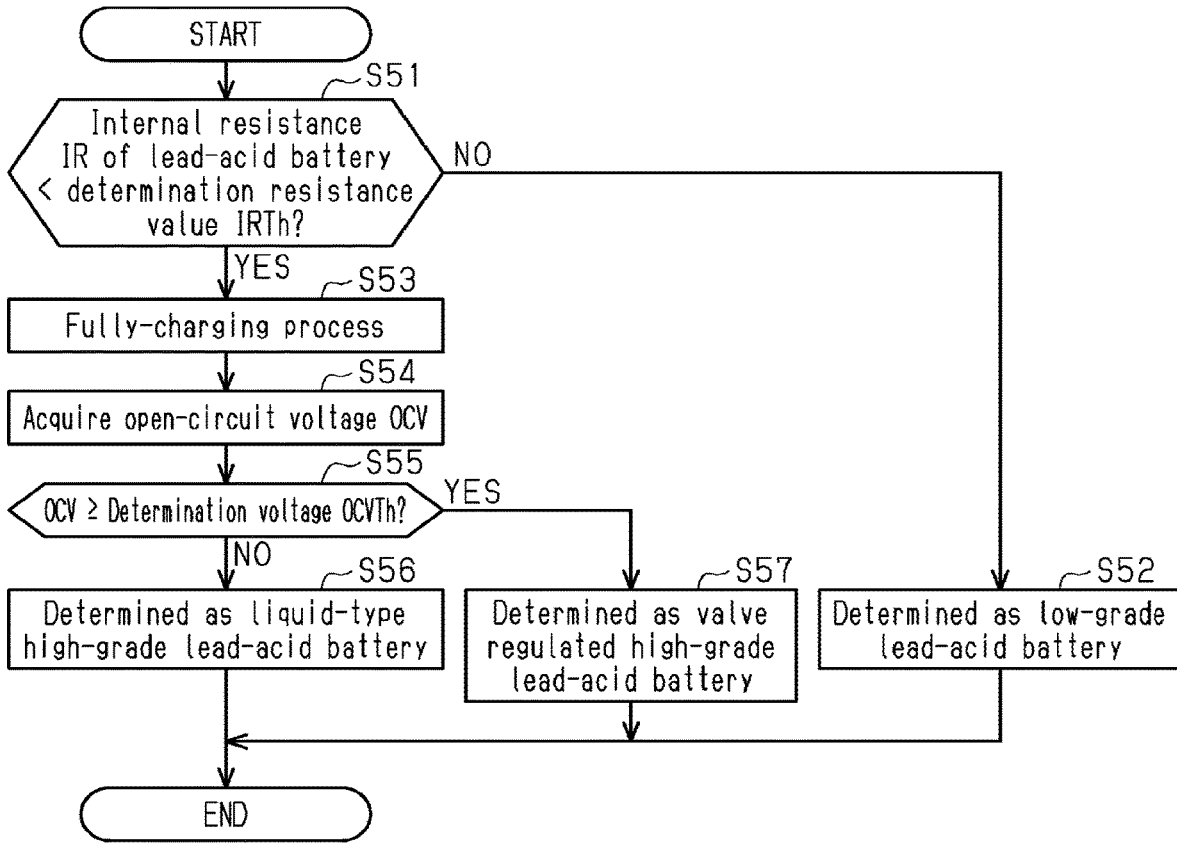 START
S51
Internal resistance
IR of lead-acid battery
< determination resistance
value IRTh?
NO
YES
S53
Fully-charging process
S54
Acquire open-circuit voltage OCV
S55
OCV ≥ Determination voltage OCVTh?
YES
NO
S56
Determined as liquid-type
high-grade lead-acid battery
S57
Determined as valve
regulated high-grade
lead-acid battery
S52
Determined as low-grade
lead-acid battery
END